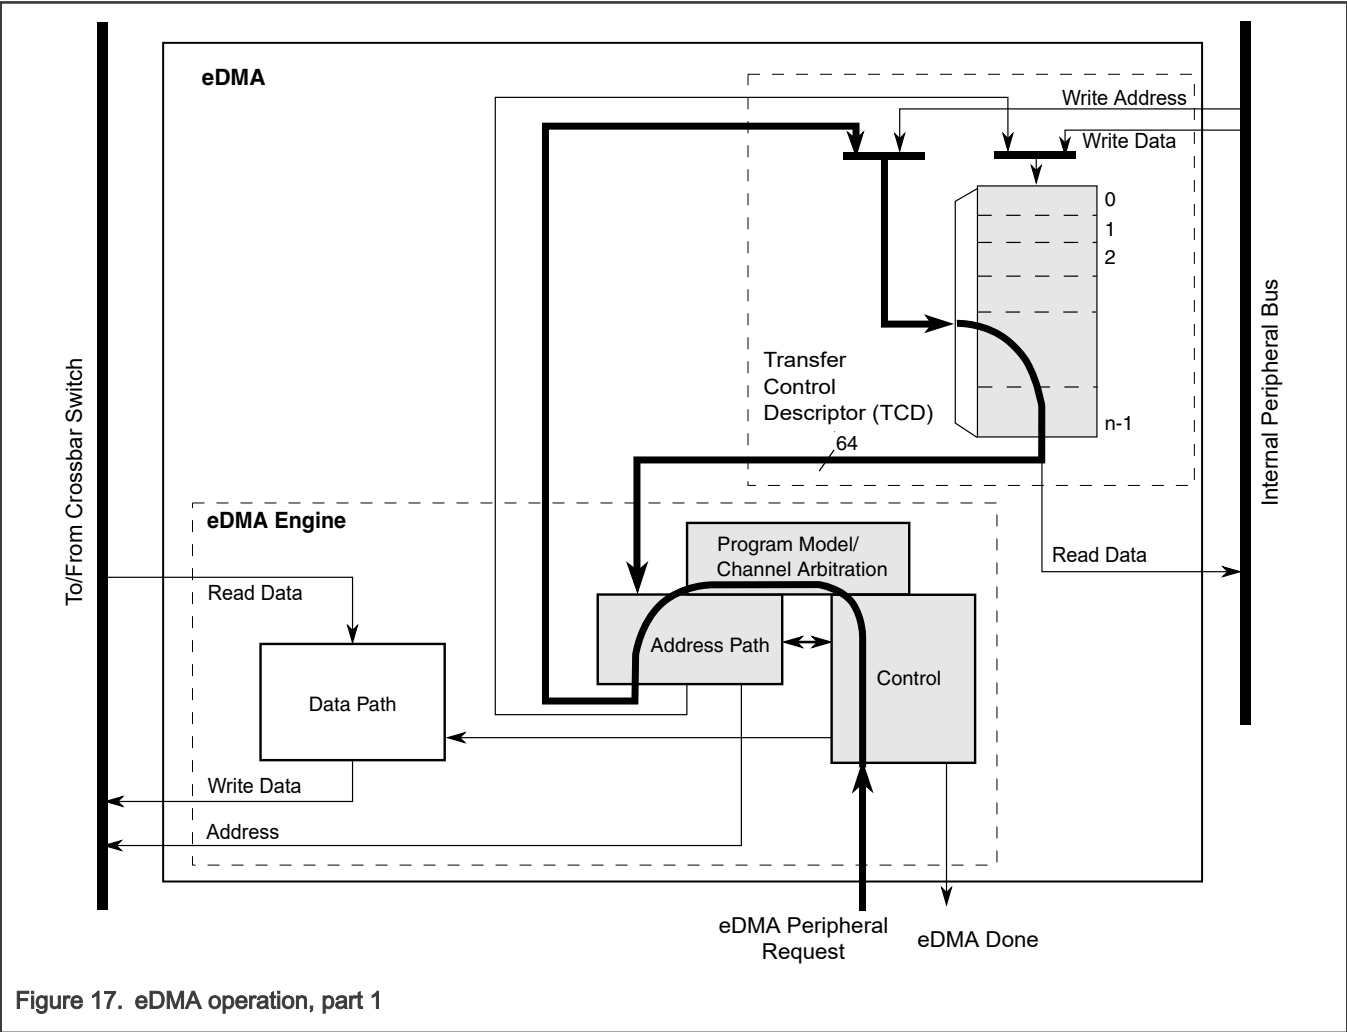 eDMA
Write Address
Write Data
0
1
2
n-1
Transfer
Control
Descriptor (TCD)
64
To/From Crossbar Switch
Internal Peripheral Bus
eDMA Engine
Program Model/
Channel Arbitration
Read Data
Read Data
Address Path
Control
Data Path
Write Data
Address
eDMA Peripheral
Request
eDMA Done
Figure 17. eDMA operation, part 1